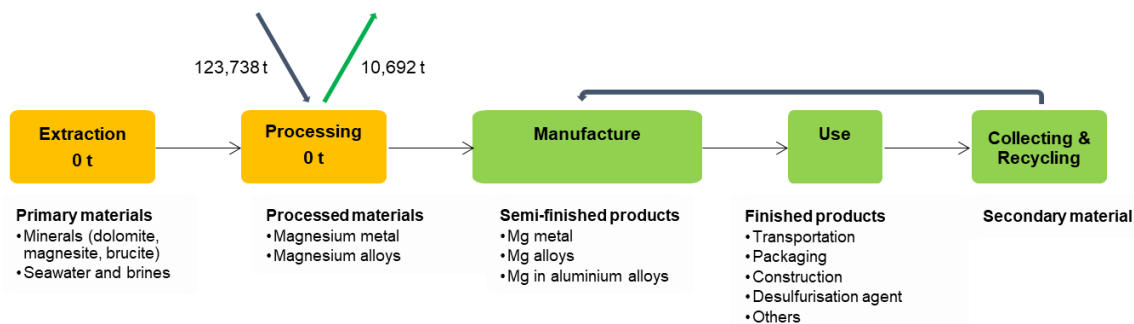 123,738 t
10,692 t
Extraction
0 t
Processing
0 t
Manufacture
Use
Collecting &
Recycling
Primary materials
•Minerals (dolomite,
magnesite, brucite)
•Seawater and brines
Processed materials
•Magnesium metal
•Magnesium alloys
Semi-finished products
•Mg metal
•Mg alloys
•Mg in aluminium alloys
Finished products
•Transportation
•Packaging
•Construction
•Desulfurisation agent
•Others
Secondary material